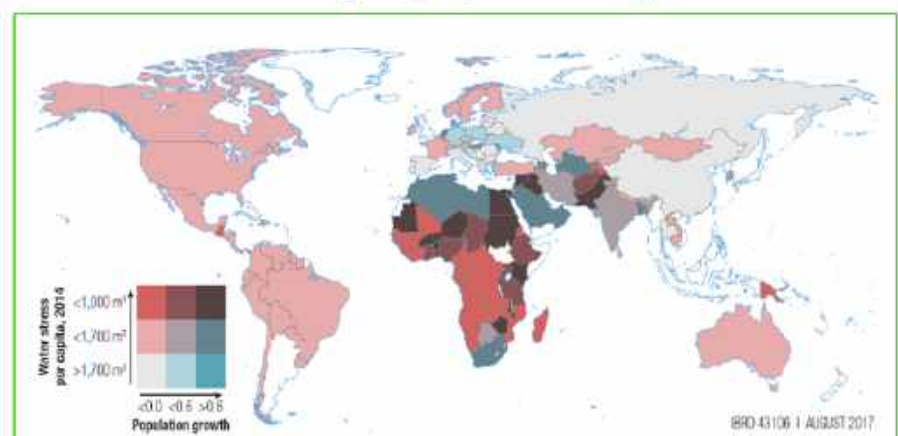 Water stress
per capita, 2014
<1,000 m³
<1,700 m³
>1,700 m³
<0.0 <0.6 >0.6
Population growth
IBRD 43106 | AUGUST 2017